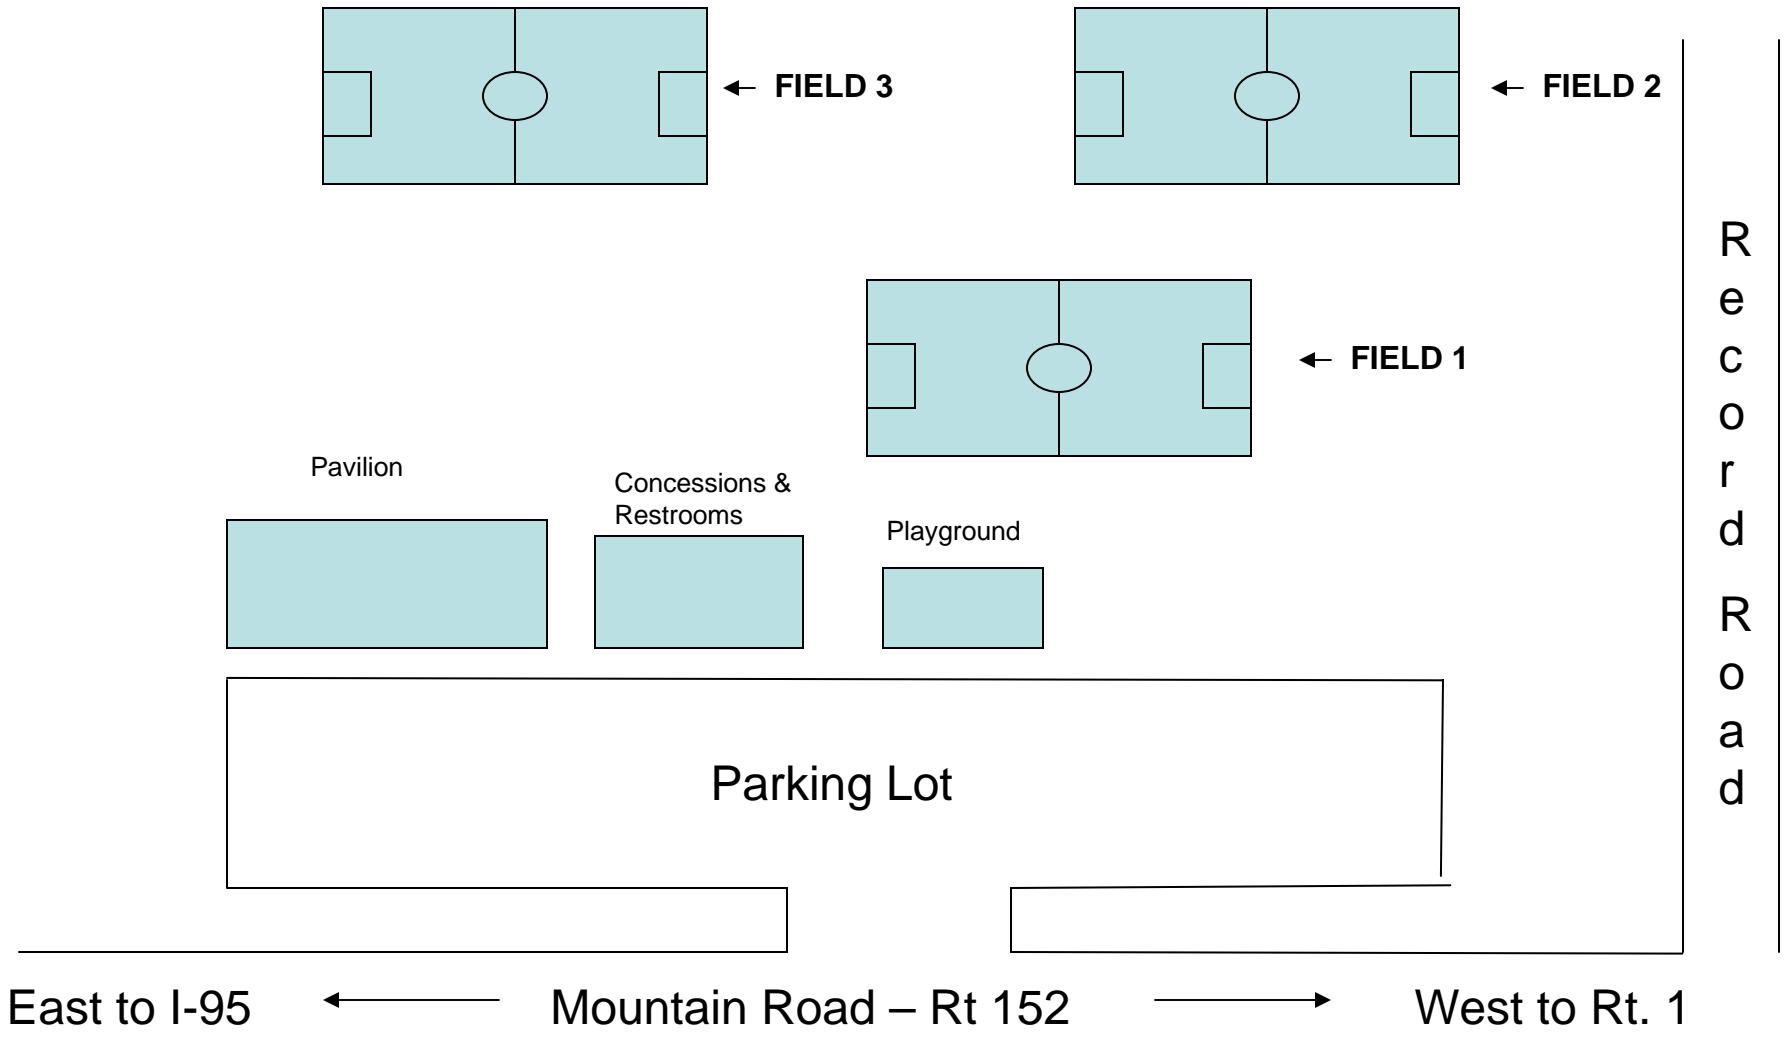 FIELD 3
FIELD 2
FIELD 1
Record Road
Pavilion
Concessions &
Restrooms
Playground
Parking Lot
East to I-95
Mountain Road – Rt 152
West to Rt. 1